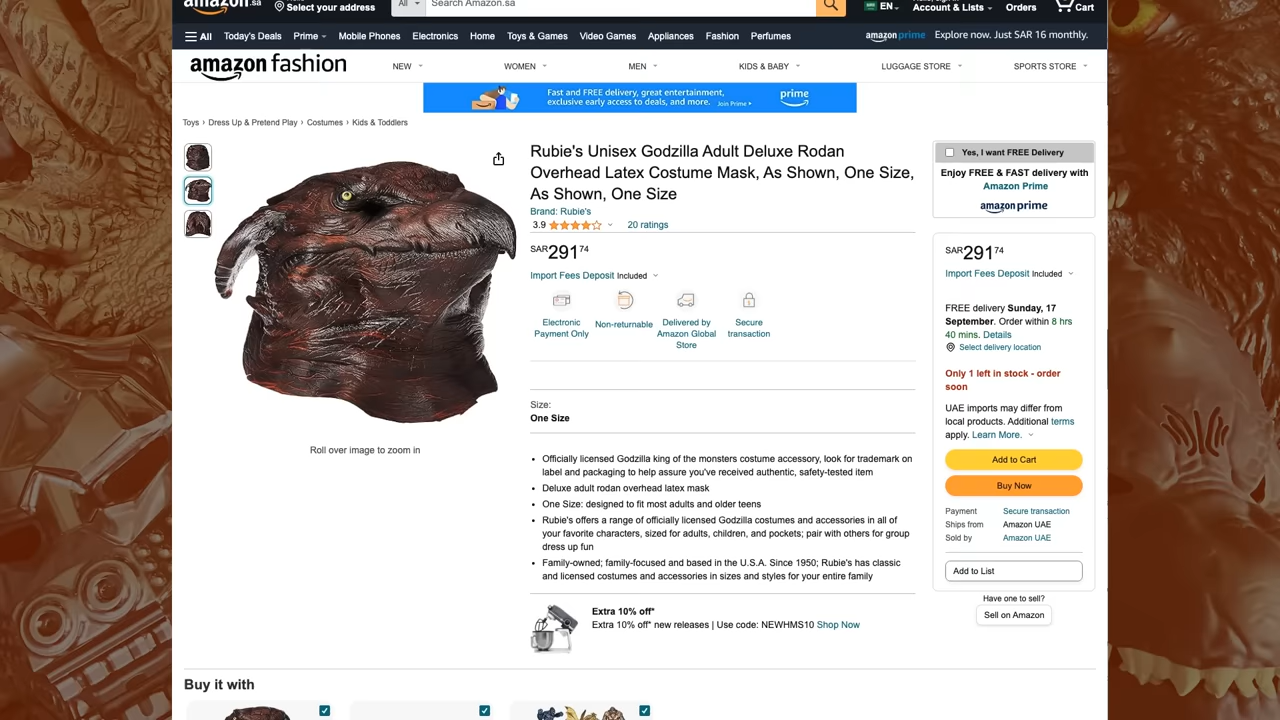 amazon.sa
Select your address
All
Search Amazon.sa
EN
Account & Lists
Orders
Cart
All
Today's Deals
Prime
Mobile Phones
Electronics
Home
Toys & Games
Video Games
Appliances
Fashion
Perfumes
amazon prime
Explore now. Just SAR 16 monthly.
amazon fashion
NEW
WOMEN
MEN
KIDS & BABY
LUGGAGE STORE
SPORTS STORE
Fast and FREE delivery, great entertainment,
exclusive early access to deals, and more. Join Prime ▸
prime
Toys › Dress Up & Pretend Play › Costumes › Kids & Toddlers
Roll over image to zoom in
Rubie's Unisex Godzilla Adult Deluxe Rodan
Overhead Latex Costume Mask, As Shown, One Size,
As Shown, One Size
Brand: Rubie's
3.9
20 ratings
SAR 291 74
Import Fees Deposit Included
Electronic
Payment Only
Non-returnable
Delivered by
Amazon Global
Store
Secure
transaction
Size:
One Size
• Officially licensed Godzilla king of the monsters costume accessory, look for trademark on
label and packaging to help assure you've received authentic, safety-tested item
• Deluxe adult rodan overhead latex mask
• One Size: designed to fit most adults and older teens
• Rubie's offers a range of officially licensed Godzilla costumes and accessories in all of
your favorite characters, sized for adults, children, and pockets; pair with others for group
dress up fun
• Family-owned; family-focused and based in the U.S.A. Since 1950; Rubie's has classic
and licensed costumes and accessories in sizes and styles for your entire family
Extra 10% off*
Extra 10% off* new releases | Use code: NEWHMS10 Shop Now
Yes, I want FREE Delivery
Enjoy FREE & FAST delivery with
Amazon Prime
amazon prime
SAR 291 74
Import Fees Deposit Included
FREE delivery Sunday, 17
September. Order within 8 hrs
40 mins. Details
Select delivery location
Only 1 left in stock - order
soon
UAE imports may differ from
local products. Additional terms
apply. Learn More.
Add to Cart
Buy Now
Payment Secure transaction
Ships from Amazon UAE
Sold by Amazon UAE
Add to List
Have one to sell?
Sell on Amazon
Buy it with